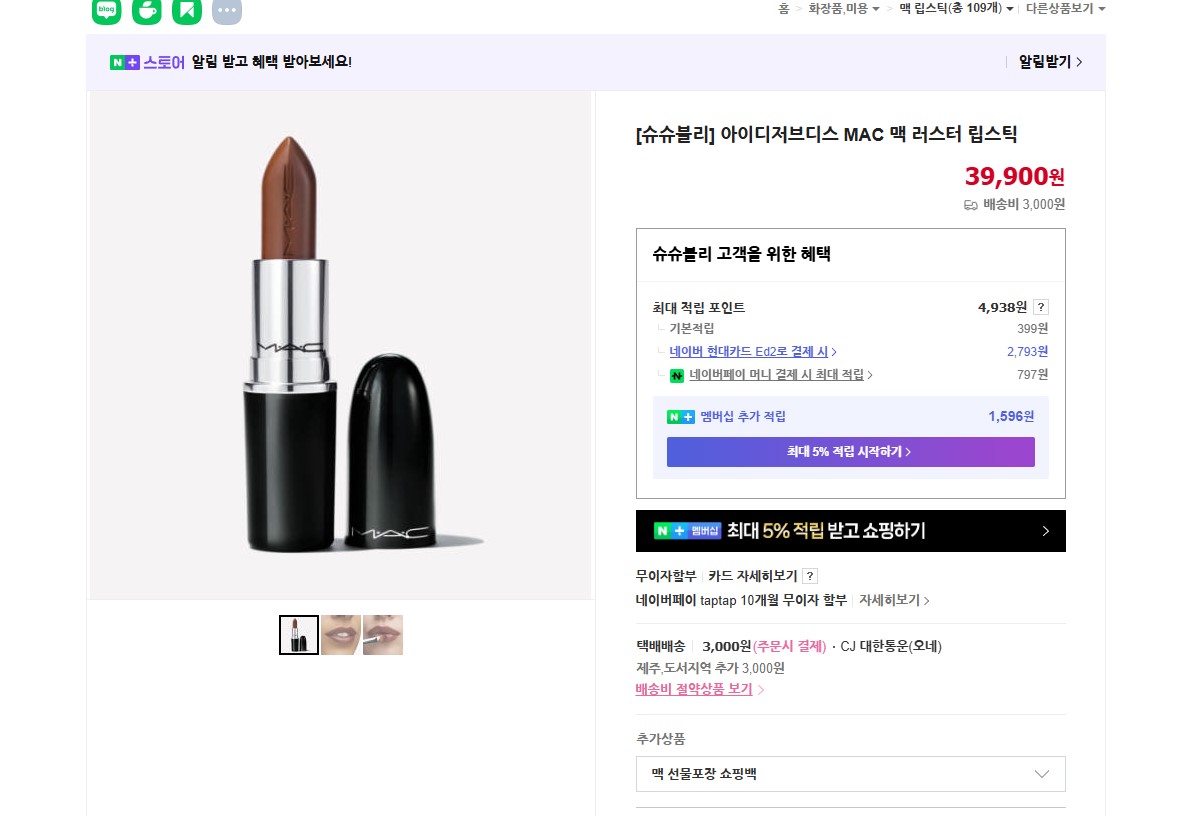 blog
홈 > 화장품,미용 > 맥 립스틱(총 109개) 다른상품보기
N+ 스토어 알림 받고 혜택 받아보세요!
알림받기
[슈슈블리] 아이디저브디스 MAC 맥 러스터 립스틱
39,900원
배송비 3,000원
슈슈블리 고객을 위한 혜택
최대 적립 포인트 4,938원 ?
기본적립 399원
네이버 현대카드 Ed2로 결제 시 2,793원
N 네이버페이 머니 결제 시 최대 적립 797원
N+ 멤버십 추가 적립 1,596원
최대 5% 적립 시작하기
N+ 멤버십 최대 5% 적립 받고 쇼핑하기
무이자할부 카드 자세히보기 ?
네이버페이 taptap 10개월 무이자 할부 자세히보기
택배배송 3,000원(주문시 결제) · CJ 대한통운(오네)
제주,도서지역 추가 3,000원
배송비 절약상품 보기
추가상품
맥 선물포장 쇼핑백
MAC
MAC
MAC